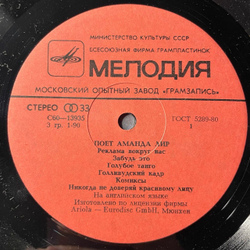 МИНИСТЕРСТВО КУЛЬТУРЫ СССР
ВСЕСОЮЗНАЯ ФИРМА ГРАМПЛАСТИНОК
МЕЛОДИЯ
МОСКОВСКИЙ ОПЫТНЫЙ ЗАВОД «ГРАМЗАПИСЬ»
СТЕРЕО 33
С60—13935 ГОСТ 5289-80
3 гр. 1-90 1
ПОЕТ АМАНДА ЛИР
Реклама вокруг нас
Забудь это
Голубое танго
Голливудский кадр
Комиксы
Никогда не доверяй красивому лицу
На английском языке
Изготовлено по лицензии фирмы
Ariola — Eurodisc GmbH, Мюнхен